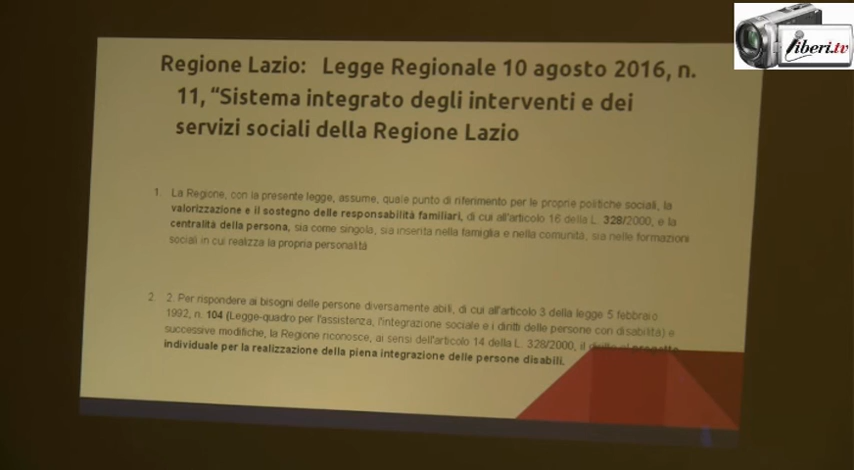 liberi.tv
Regione Lazio: Legge Regionale 10 agosto 2016, n.
11, “Sistema integrato degli interventi e dei
servizi sociali della Regione Lazio
1. La Regione, con la presente legge, assume, quale punto di riferimento per le proprie politiche sociali, la
valorizzazione e il sostegno delle responsabilità familiari, di cui all'articolo 16 della L. 328/2000, e la
centralità della persona, sia come singola, sia inserita nella famiglia e nella comunità, sia nelle formazioni
sociali in cui realizza la propria personalità
2. 2. Per rispondere ai bisogni delle persone diversamente abili, di cui all'articolo 3 della legge 5 febbraio
1992, n. 104 (Legge-quadro per l'assistenza, l'integrazione sociale e i diritti delle persone con disabilità) e
successive modifiche, la Regione riconosce, ai sensi dell'articolo 14 della L. 328/2000, il
individuale per la realizzazione della piena integrazione delle persone disabili.